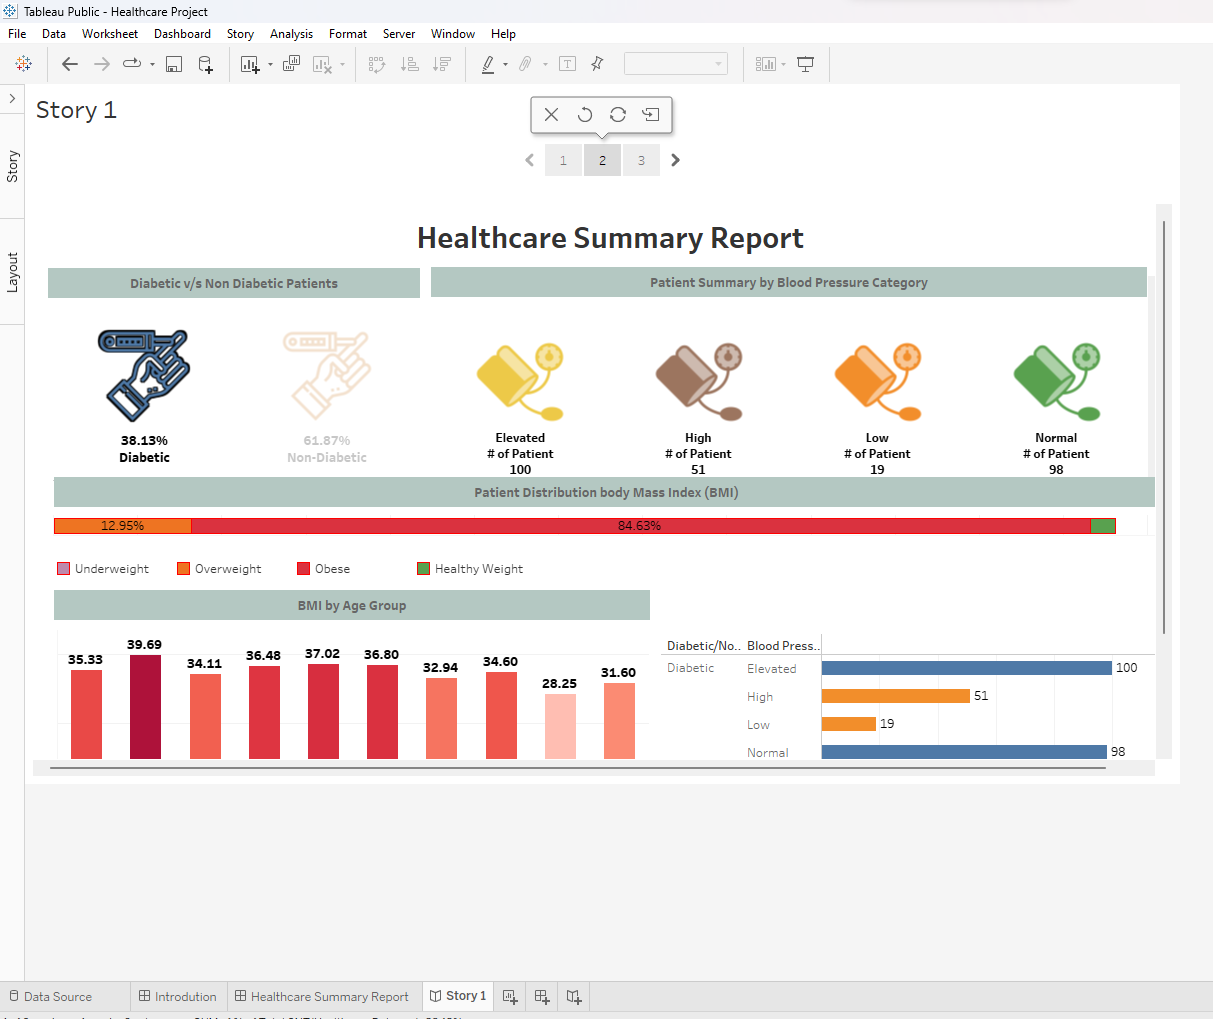 Tableau Public - Healthcare Project
File Data Worksheet Dashboard Story Analysis Format Server Window Help
Story 1
Story
Layout
1 2 3
Healthcare Summary Report
Diabetic v/s Non Diabetic Patients
Patient Summary by Blood Pressure Category
38.13%
Diabetic
61.87%
Non-Diabetic
Elevated
# of Patient
100
High
# of Patient
51
Low
# of Patient
19
Normal
# of Patient
98
Patient Distribution body Mass Index (BMI)
12.95% 84.63%
Underweight Overweight Obese Healthy Weight
BMI by Age Group
35.33 39.69 34.11 36.48 37.02 36.80 32.94 34.60 28.25 31.60
Diabetic/No.. Blood Press..
Diabetic Elevated 100
High 51
Low 19
Normal 98
Data Source Introdution Healthcare Summary Report Story 1